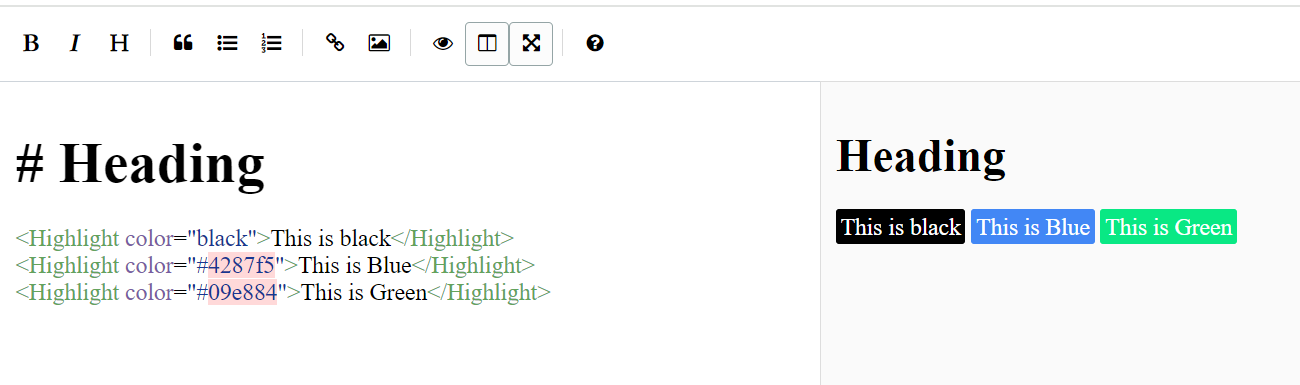 B I H
# Heading
<Highlight color="black">This is black</Highlight>
<Highlight color="#4287f5">This is Blue</Highlight>
<Highlight color="#09e884">This is Green</Highlight>
Heading
This is black This is Blue This is Green